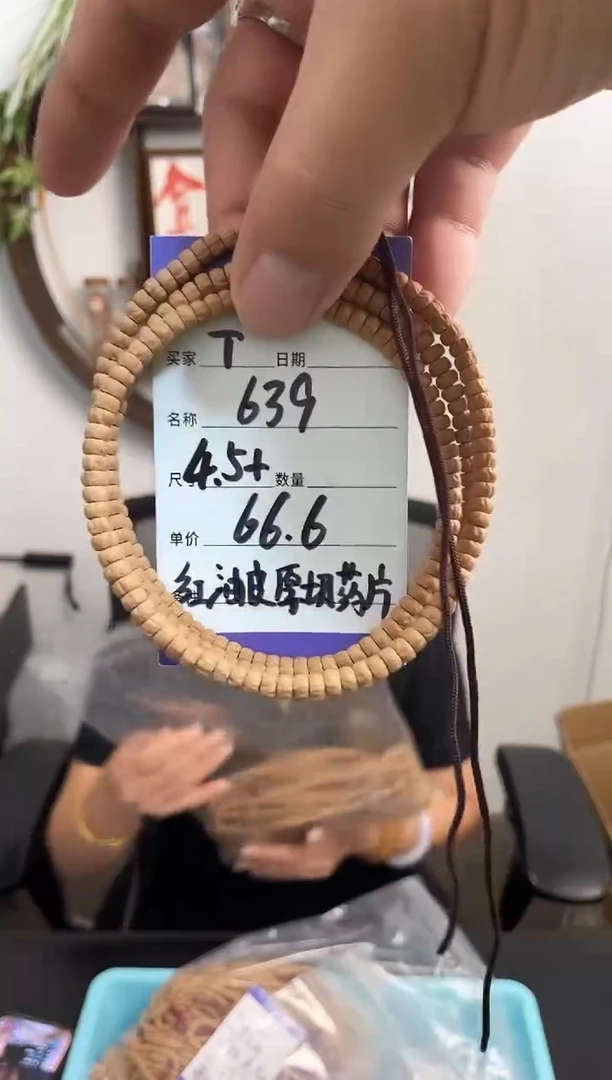 买家 T 日期
名称 639
尺寸 4.5+ 数量
单价 66.6
红油皮厚切药片